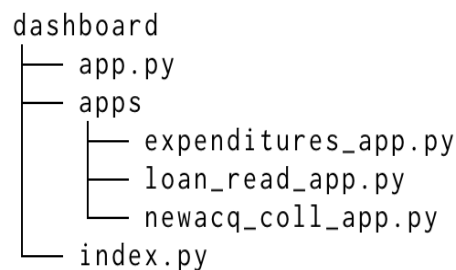 dashboard
app.py
apps
expenditures_app.py
loan_read_app.py
newacq_coll_app.py
index.py